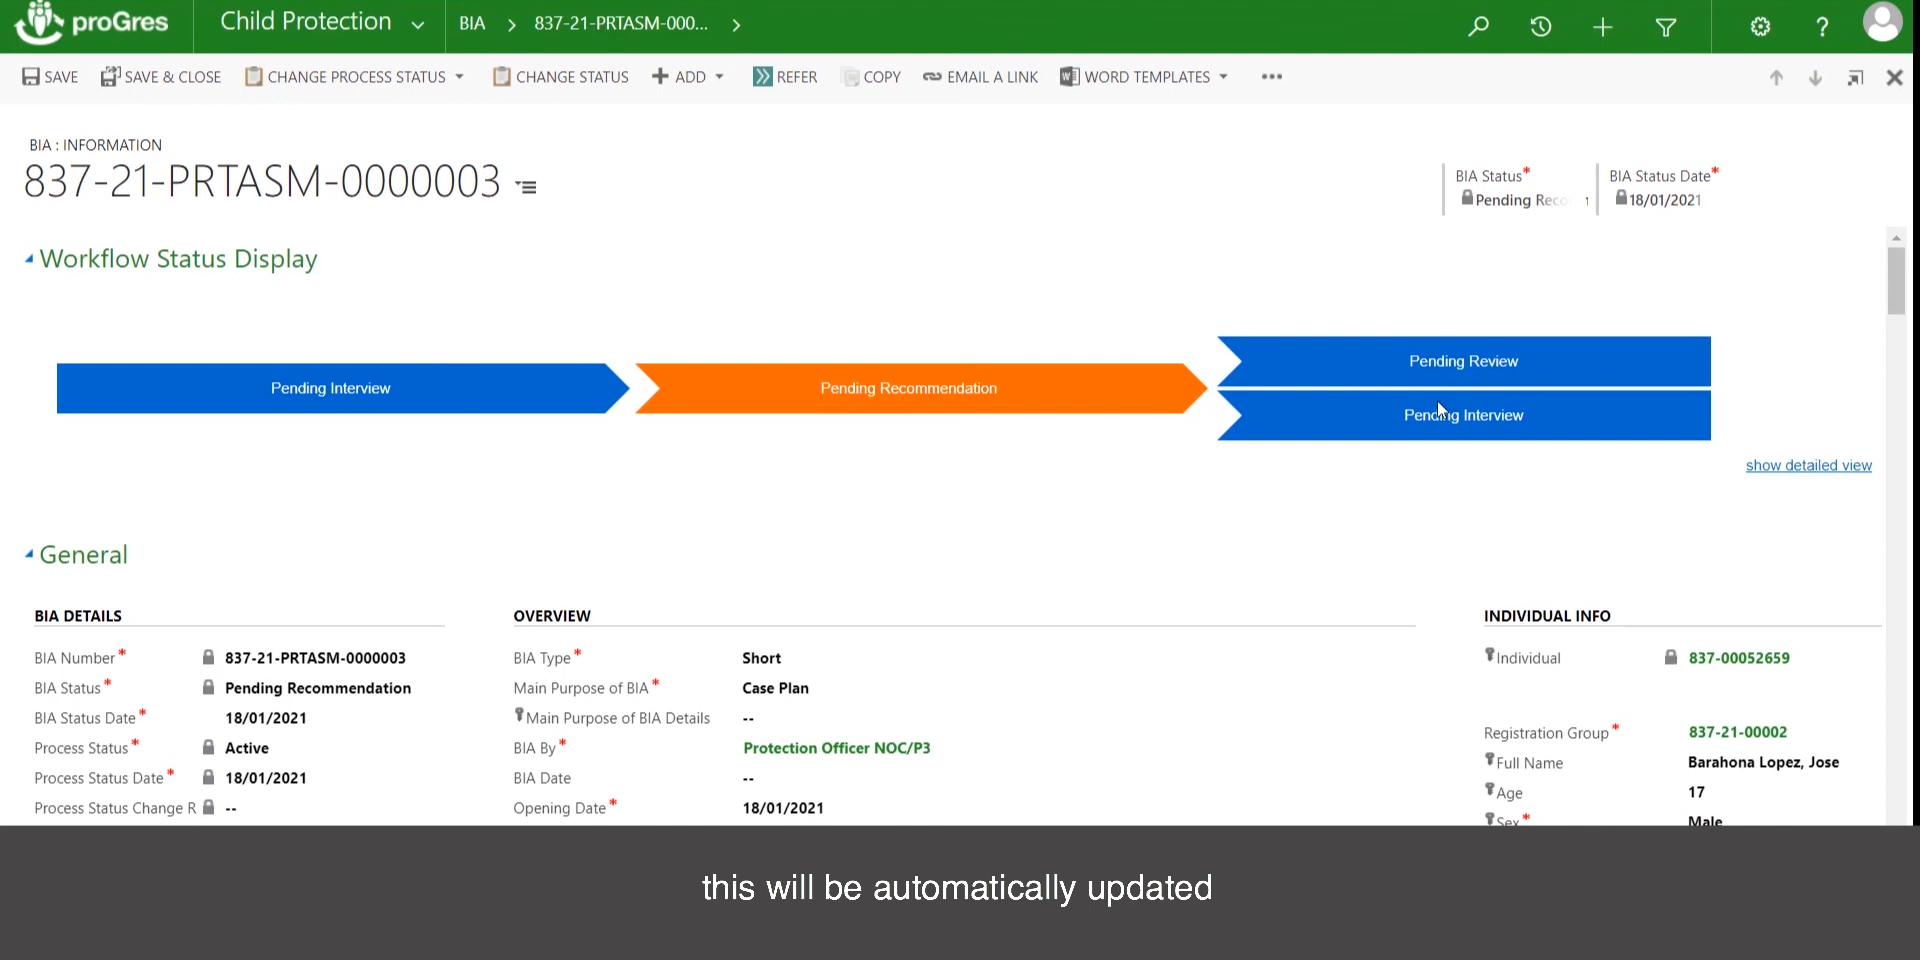 proGres Child Protection BIA > 837-21-PRTASM-000... >
SAVE SAVE & CLOSE CHANGE PROCESS STATUS CHANGE STATUS + ADD REFER COPY EMAIL A LINK WORD TEMPLATES •••
BIA : INFORMATION
837-21-PRTASM-0000003
BIA Status* BIA Status Date*
Pending 18/01/2021
Workflow Status Display
Pending Interview
Pending Recommendation
Pending Review
Pending Interview
show detailed view
General
BIA DETAILS
BIA Number* 837-21-PRTASM-0000003
BIA Status* Pending Recommendation
BIA Status Date* 18/01/2021
Process Status* Active
Process Status Date* 18/01/2021
Process Status Change R --
OVERVIEW
BIA Type* Short
Main Purpose of BIA* Case Plan
Main Purpose of BIA Details --
BIA By* Protection Officer NOC/P3
BIA Date --
Opening Date* 18/01/2021
INDIVIDUAL INFO
Individual 837-00052659
Registration Group* 837-21-00002
Full Name Barahona Lopez, Jose
Age 17
Sex* Male
this will be automatically updated